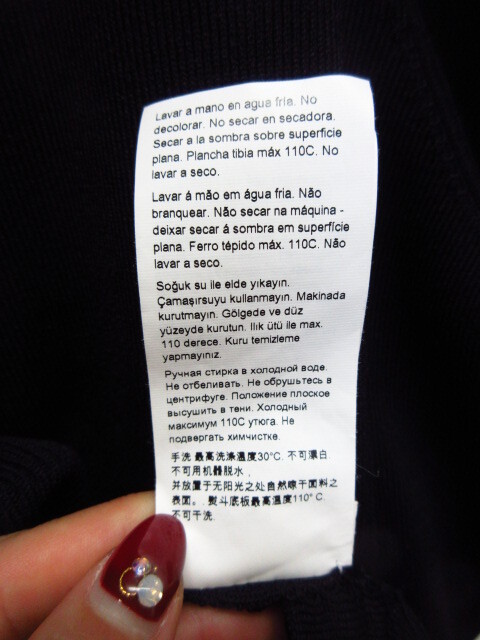 Lavar a mano en agua fria. No
decolorar. No secar en secadora.
Secar a la sombra sobre superficie
plana. Plancha tibia máx 110C. No
lavar a seco.
Lavar á mão em água fria. Não
branquear. Não secar na máquina -
deixar secar á sombra em superfície
plana. Ferro tépido máx. 110C. Não
lavar a seco.
Soğuk su ile elde yıkayın.
Çamaşırsuyu kullanmayın. Makinada
kurutmayın. Gölgede ve düz
yüzeyde kurutun. Ilık ütü ile max.
110 derece. Kuru temizleme
yapmayınız.
Ручная стирка в холодной воде.
Не отбеливать. Не обрушьтесь в
центрифуге. Положение плоское
высушить в тени. Холодный
максимум 110C утюга. Не
подвергать химчистке.
手洗 最高洗涤温度30°C. 不可漂白
不可用机器脱水.
并放置于无阳光之处自然晾干面料之
表面。 熨斗底板最高温度110° C.
不可干洗.